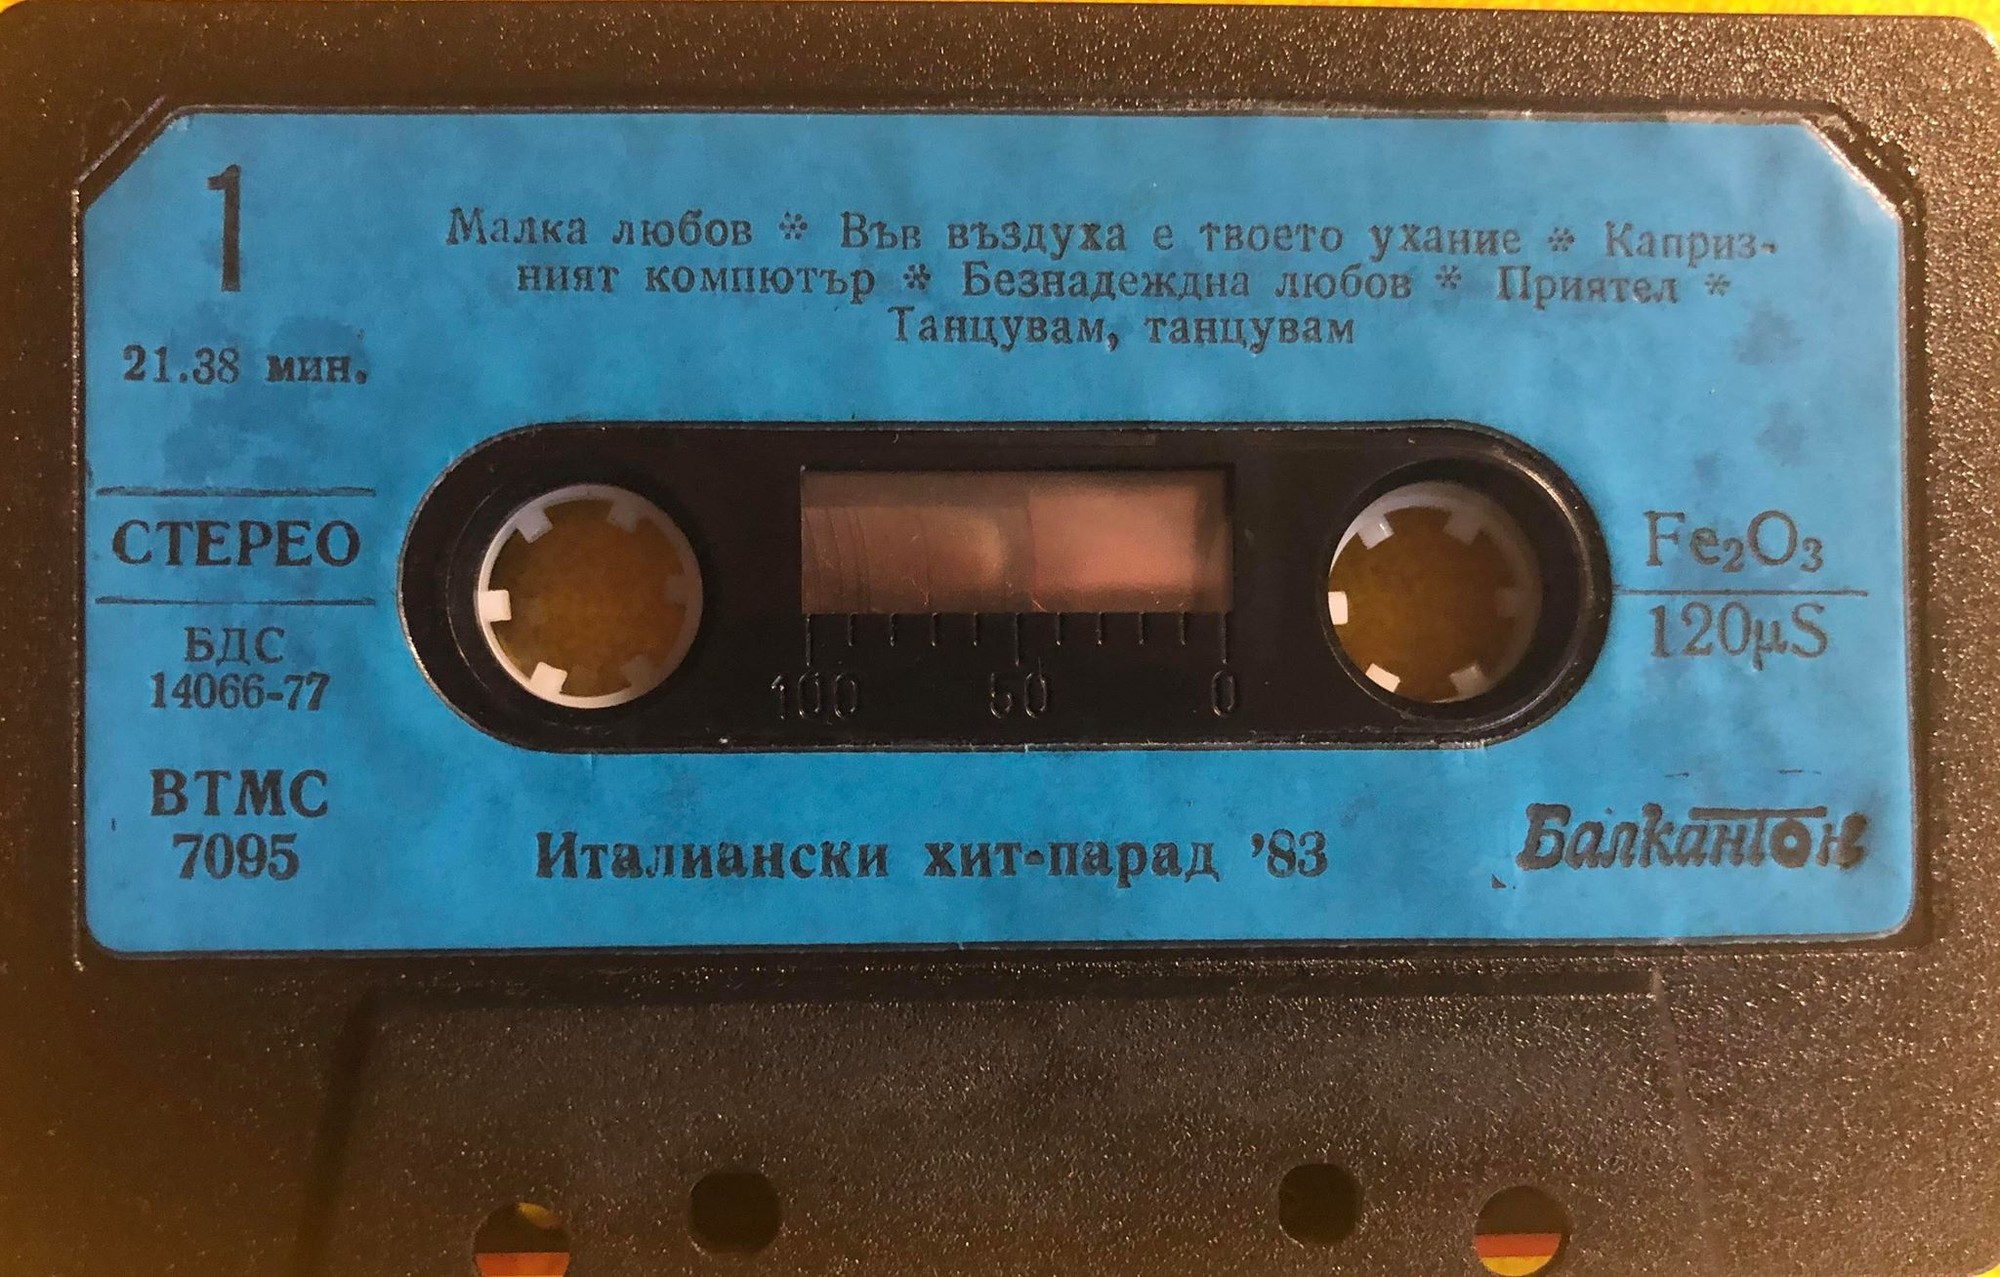 1
Малка любов * Във въздуха е твоето ухание * Каприз-
ният компютър * Безнадеждна любов * Приятел *
Танцувам, танцувам
21.38 мин.
СТЕРЕО
БДС
14066-77
ВТМС
7095
Fe₂O₃
120μS
100 50 0
Италиански хит-парад '83
Балкантон